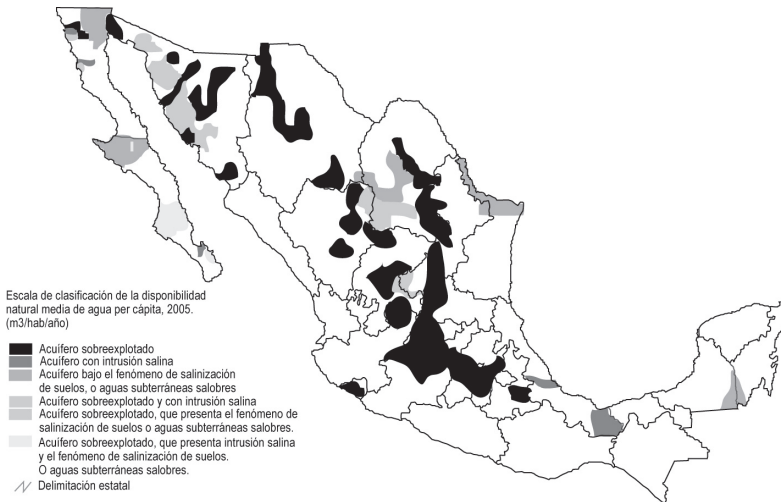 Escala de clasificación de la disponibilidad
natural media de agua per cápita, 2005.
(m3/hab/año)
Acuífero sobreexplotado
Acuífero con intrusión salina
Acuífero bajo el fenómeno de salinización
de suelos, o aguas subterráneas salobres
Acuífero sobreexplotado y con intrusión salina
Acuífero sobreexplotado, que presenta el fenómeno de
salinización de suelos o aguas subterráneas salobres.
Acuífero sobreexplotado, que presenta intrusión salina
y el fenómeno de salinización de suelos.
O aguas subterráneas salobres.
Delimitación estatal